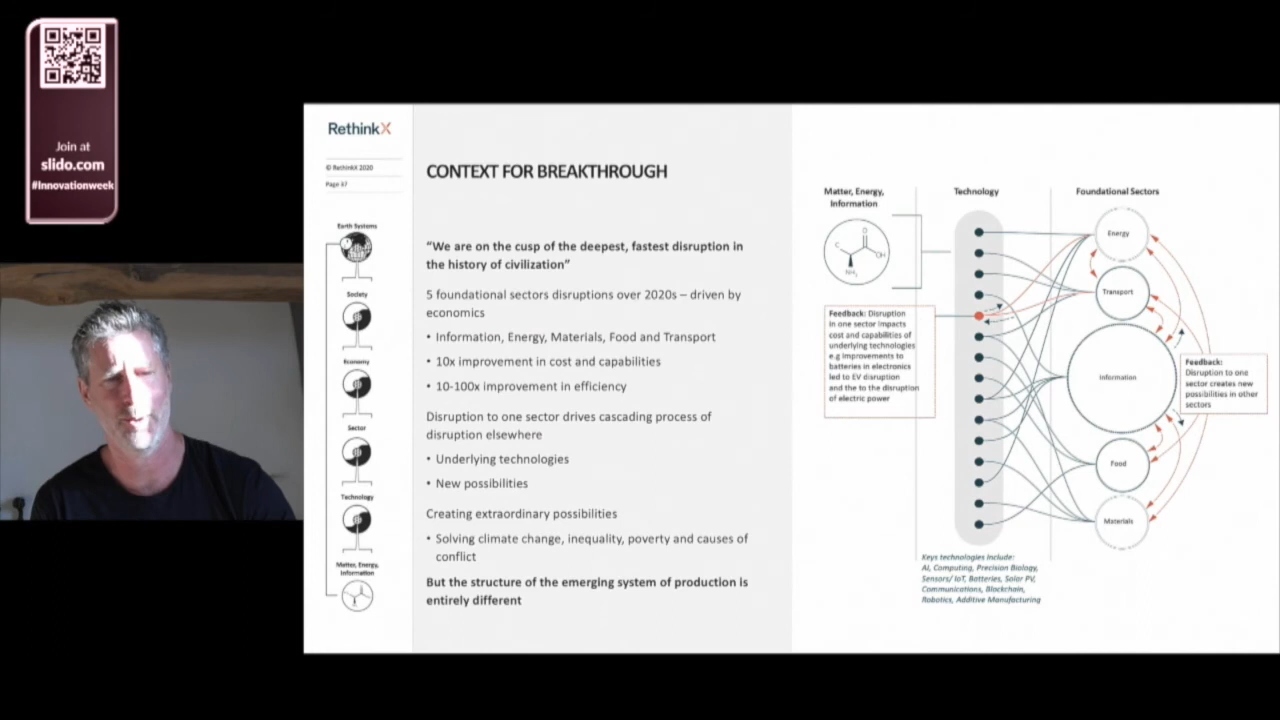 Join at
slido.com
#Innovationweek
RethinkX
© RethinkX 2020
Page 37
Earth Systems
Society
Economy
Sector
Technology
Matter, Energy,
Information
CONTEXT FOR BREAKTHROUGH
“We are on the cusp of the deepest, fastest disruption in
the history of civilization”
5 foundational sectors disruptions over 2020s – driven by
economics
• Information, Energy, Materials, Food and Transport
• 10x improvement in cost and capabilities
• 10-100x improvement in efficiency
Disruption to one sector drives cascading process of
disruption elsewhere
• Underlying technologies
• New possibilities
Creating extraordinary possibilities
• Solving climate change, inequality, poverty and causes of
conflict
But the structure of the emerging system of production is
entirely different
Matter, Energy,
Information
C
O
OH
NH₂
Feedback: Disruption
in one sector impacts
cost and capabilities of
underlying technologies
e.g improvements to
batteries in electronics
led to EV disruption
and the to the disruption
of electric power
Technology
Keys technologies include:
AI, Computing, Precision Biology,
Sensors/ IoT, Batteries, Solar PV,
Communications, Blockchain,
Robotics, Additive Manufacturing
Foundational Sectors
Energy
Transport
Information
Food
Materials
Feedback:
Disruption to one
sector creates new
possibilities in other
sectors